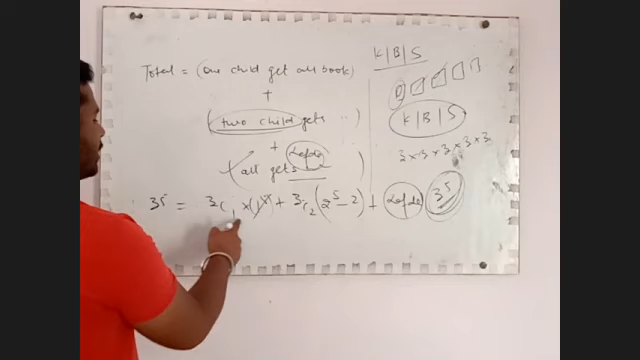 K|B|S
Total = (One child get all book)
+
(two child gets )
+
all gets )
K|B|S
3×3×3×3×3
3⁵ = 3c₁ ×(1) + 3c₂ (2⁵-2) +
3⁵